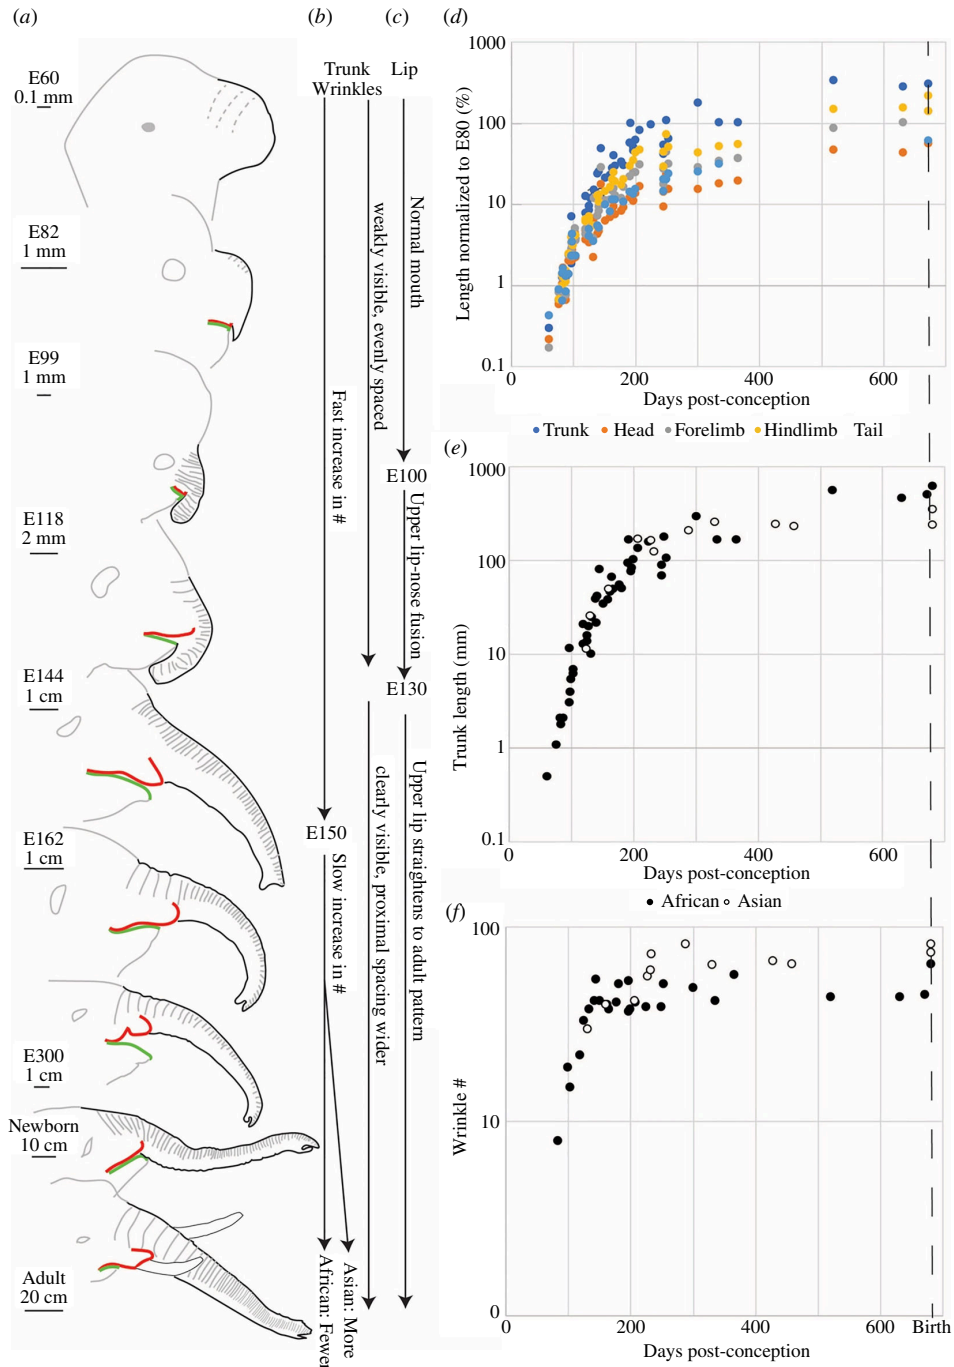 (a)
E60
0.1 mm
E82
1 mm
E99
1 mm
E118
2 mm
E144
1 cm
E162
1 cm
E300
1 cm
Newborn
10 cm
Adult
20 cm
(b)
(c)
Trunk
Wrinkles
Lip
Fast increase in #
E150
Slow increase in #
African: Fewer
Asian: More
weakly visible, evenly spaced
clearly visible, proximal spacing wider
Normal mouth
E100
Upper lip-nose fusion
E130
Upper lip straightens to adult pattern
(d)
Length normalized to E80 (%)
1000
100
10
1
0.1
0
200
400
600
Days post-conception
Trunk Head Forelimb Hindlimb Tail
(e)
Trunk length (mm)
1000
100
10
1
0.1
0
200
400
600
Days post-conception
African Asian
(f)
Wrinkle #
100
10
0
0
200
400
600
Birth
Days post-conception